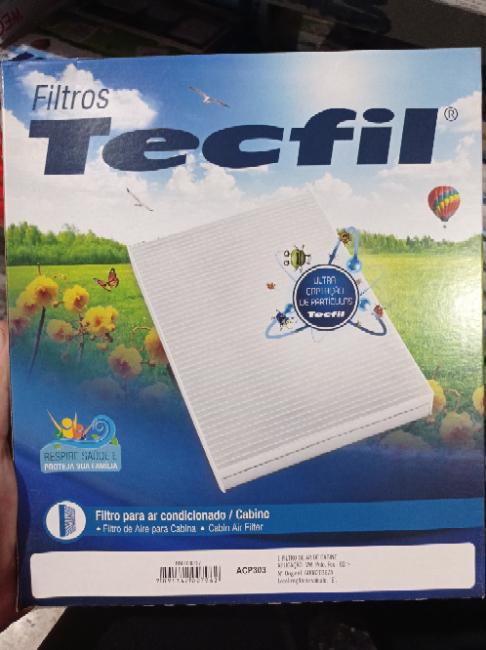 Filtros
Tecfil®
ULTRA
CAPTAÇÃO
DE PARTÍCULAS
Tecfil
RESPIRE SAÚDE E
PROTEJA SUA FAMÍLIA
Filtro para ar condicionado / Cabine
• Filtro de Aire para Cabina • Cabin Air Filter
ACP303